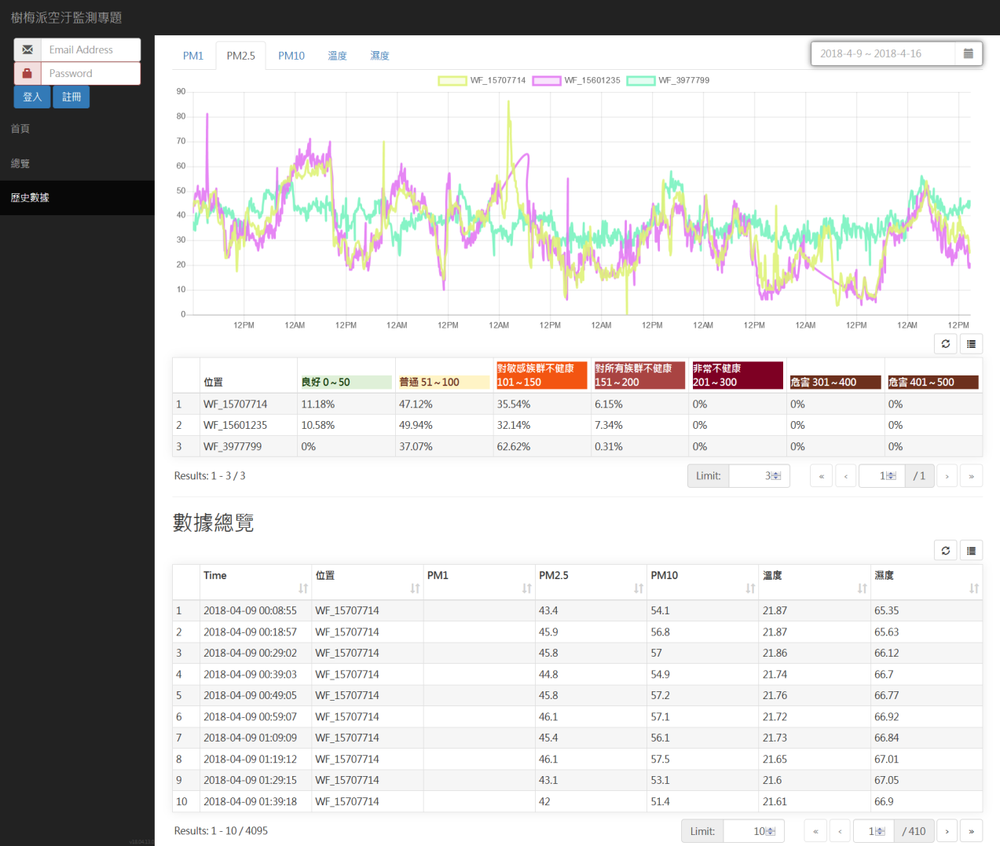 樹梅派空汙監測專題
Email Address
Password
登入 註冊
首頁
總覽
歷史數據
PM1 PM2.5 PM10 溫度 濕度
2018-4-9 ~ 2018-4-16
WF_15707714 WF_15601235 WF_3977799
90
80
70
60
50
40
30
20
10
0
12PM 12AM 12PM 12AM 12PM 12AM 12PM 12AM 12PM 12AM 12PM 12AM 12PM 12AM 12PM
位置 良好 0 ~ 50 普通 51 ~ 100 對敏感族群不健康 101 ~ 150 對所有族群不健康 151 ~ 200 非常不健康 201 ~ 300 危害 301 ~ 400 危害 401 ~ 500
1 WF_15707714 11.18% 47.12% 35.54% 6.15% 0% 0% 0%
2 WF_15601235 10.58% 49.94% 32.14% 7.34% 0% 0% 0%
3 WF_3977799 0% 37.07% 62.62% 0.31% 0% 0% 0%
Results: 1 - 3 / 3 Limit: 3 « ‹ 1 / 1 › »
數據總覽
Time 位置 PM1 PM2.5 PM10 溫度 濕度
1 2018-04-09 00:08:55 WF_15707714 43.4 54.1 21.87 65.35
2 2018-04-09 00:18:57 WF_15707714 45.9 56.8 21.87 65.63
3 2018-04-09 00:29:02 WF_15707714 45.8 57 21.86 66.12
4 2018-04-09 00:39:03 WF_15707714 44.8 54.9 21.74 66.7
5 2018-04-09 00:49:05 WF_15707714 45.8 57.2 21.76 66.77
6 2018-04-09 00:59:07 WF_15707714 46.1 57.1 21.72 66.92
7 2018-04-09 01:09:09 WF_15707714 45.4 56.1 21.73 66.84
8 2018-04-09 01:19:12 WF_15707714 46.1 57.5 21.65 67.01
9 2018-04-09 01:29:15 WF_15707714 43.1 53.1 21.6 67.05
10 2018-04-09 01:39:18 WF_15707714 42 51.4 21.61 66.9
Results: 1 - 10 / 4095 Limit: 10 « ‹ 1 / 410 › »